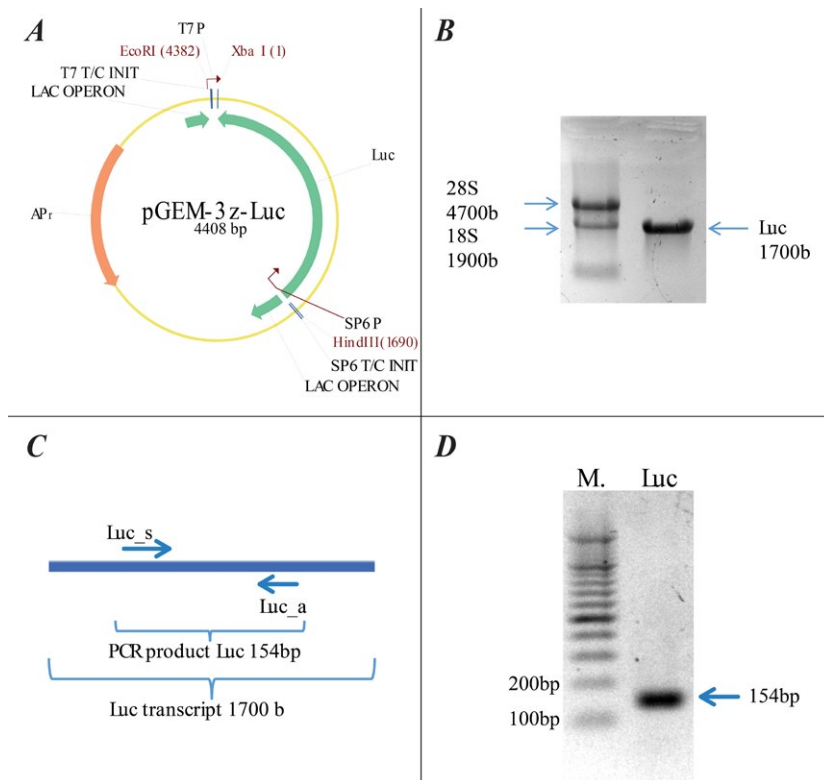 A
T7 P
EcoRI (4382)
Xba I (1)
T7 T/C INIT
LAC OPERON
Luc
APr
pGEM-3z-Luc
4408 bp
SP6 P
HindIII(1690)
SP6 T/C INIT
LAC OPERON
B
28S
4700b
18S
1900b
Luc
1700b
C
Luc_s
Luc_a
PCR product Luc 154bp
Luc transcript 1700 b
D
M. Luc
200bp
100bp
154bp